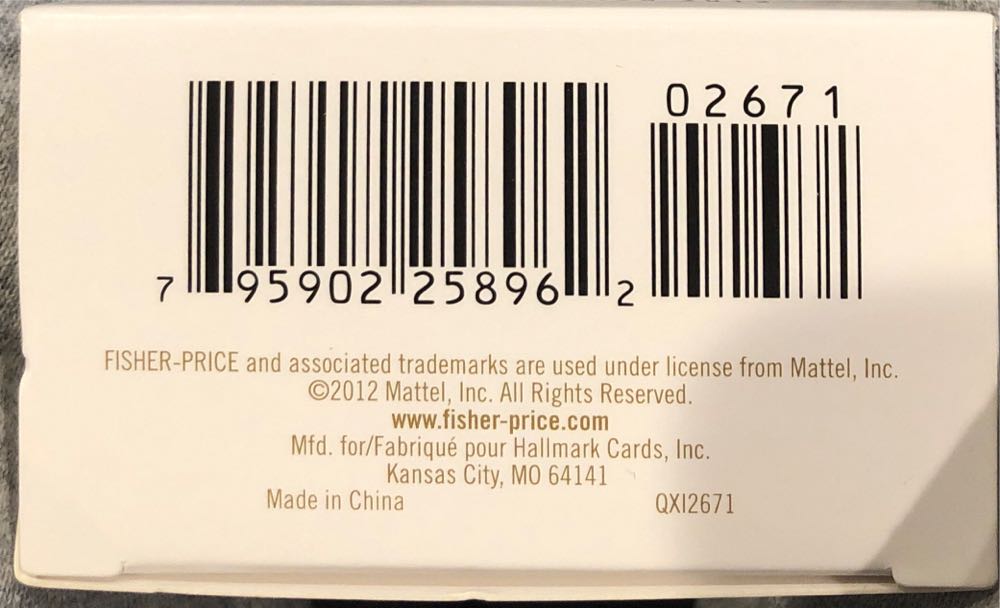 02671
7 95902 25896 2
FISHER-PRICE and associated trademarks are used under license from Mattel, Inc.
©2012 Mattel, Inc. All Rights Reserved.
www.fisher-price.com
Mfd. for/Fabriqué pour Hallmark Cards, Inc.
Kansas City, MO 64141
Made in China QXI2671